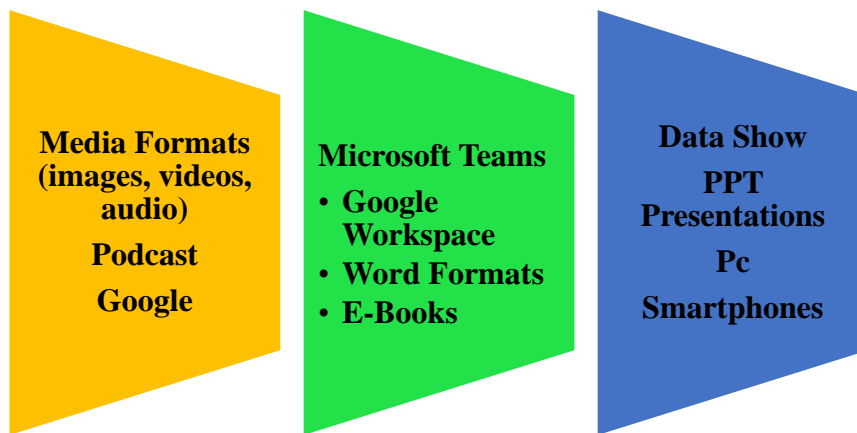 Media Formats
(images, videos,
audio)
Podcast
Google
Microsoft Teams
• Google
Workspace
• Word Formats
• E-Books
Data Show
PPT
Presentations
Pc
Smartphones